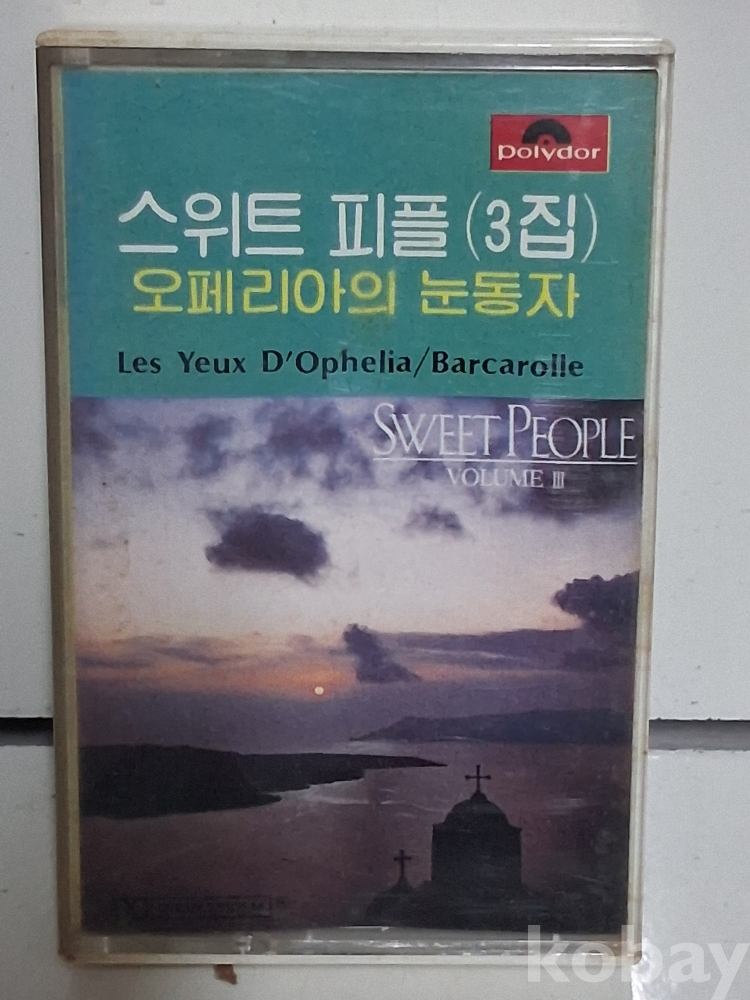 polydor
스위트 피플 (3집)
오페리아의 눈동자
Les Yeux D'Ophelia/Barcarolle
SWEET PEOPLE
VOLUME III
kobay